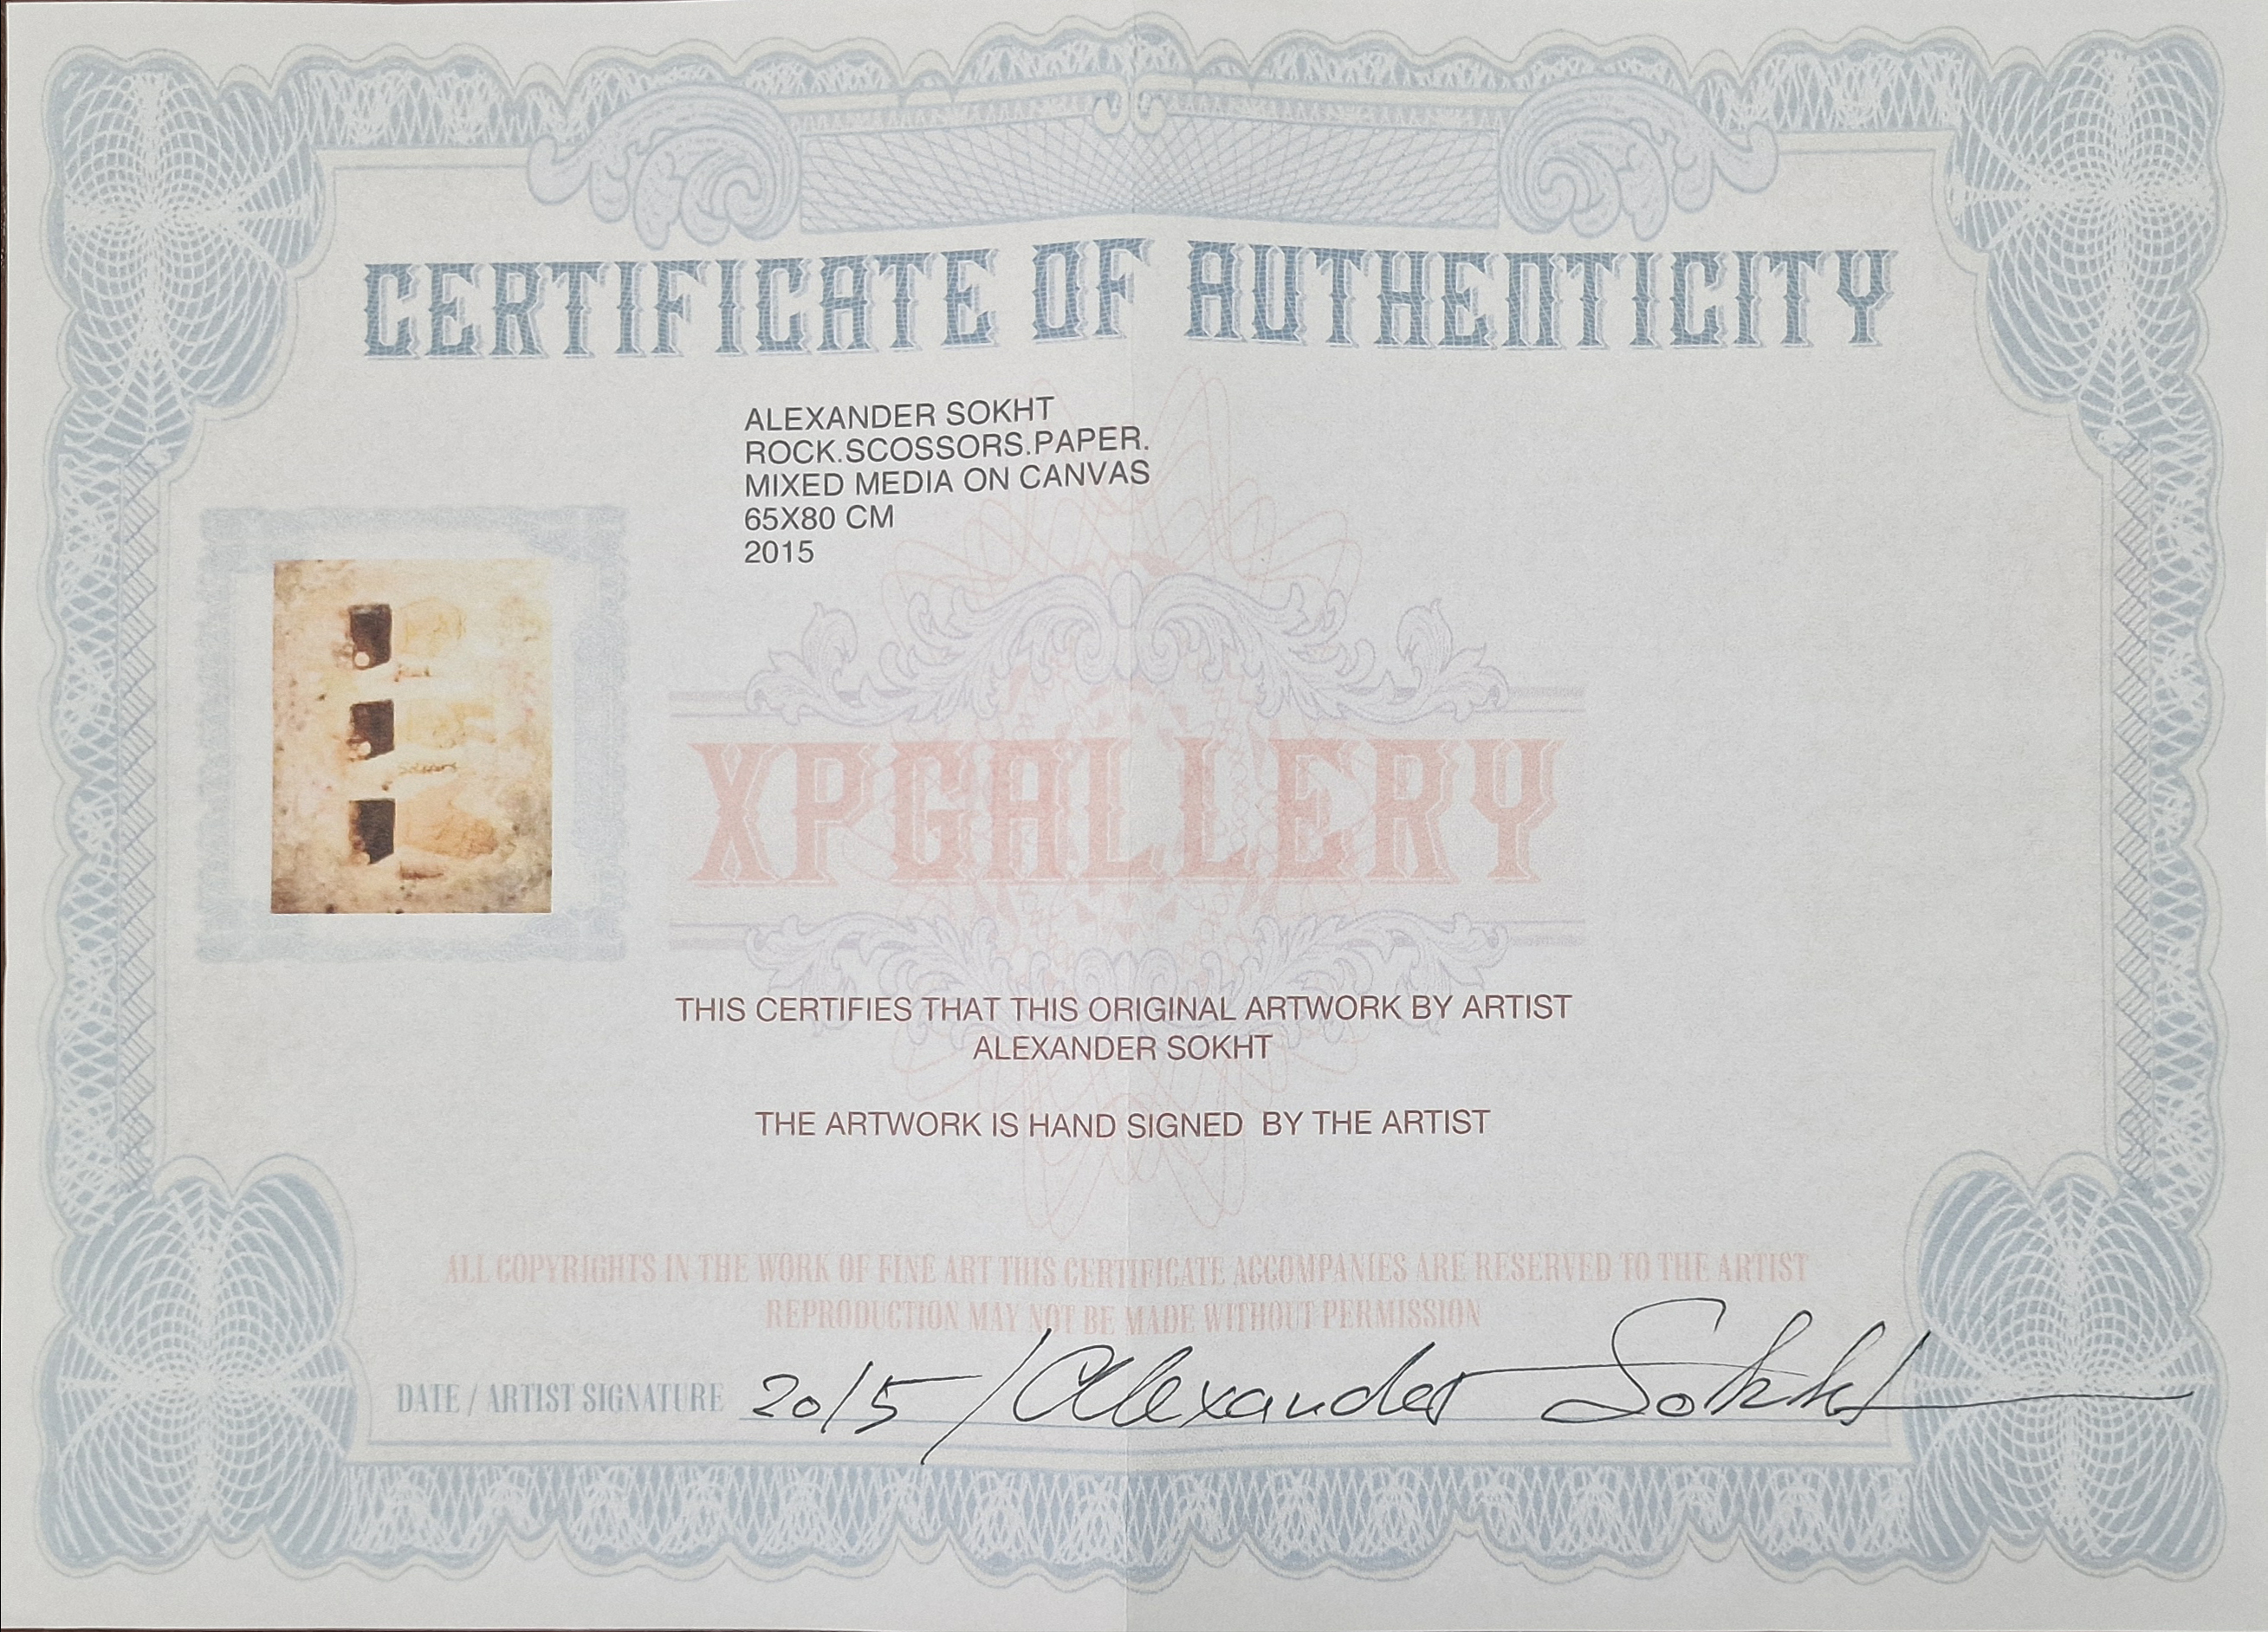 CERTIFICATE OF AUTHENTICITY
ALEXANDER SOKHT
ROCK.SCOSSORS.PAPER.
MIXED MEDIA ON CANVAS
65X80 CM
2015
XPGALLERY
THIS CERTIFIES THAT THIS ORIGINAL ARTWORK BY ARTIST
ALEXANDER SOKHT
THE ARTWORK IS HAND SIGNED BY THE ARTIST
ALL COPYRIGHTS IN THE WORK OF FINE ART THIS CERTIFICATE ACCOMPANIES ARE RESERVED TO THE ARTIST
REPRODUCTION MAY NOT BE MADE WITHOUT PERMISSION
DATE / ARTIST SIGNATURE 2015 / Alexander Sokht